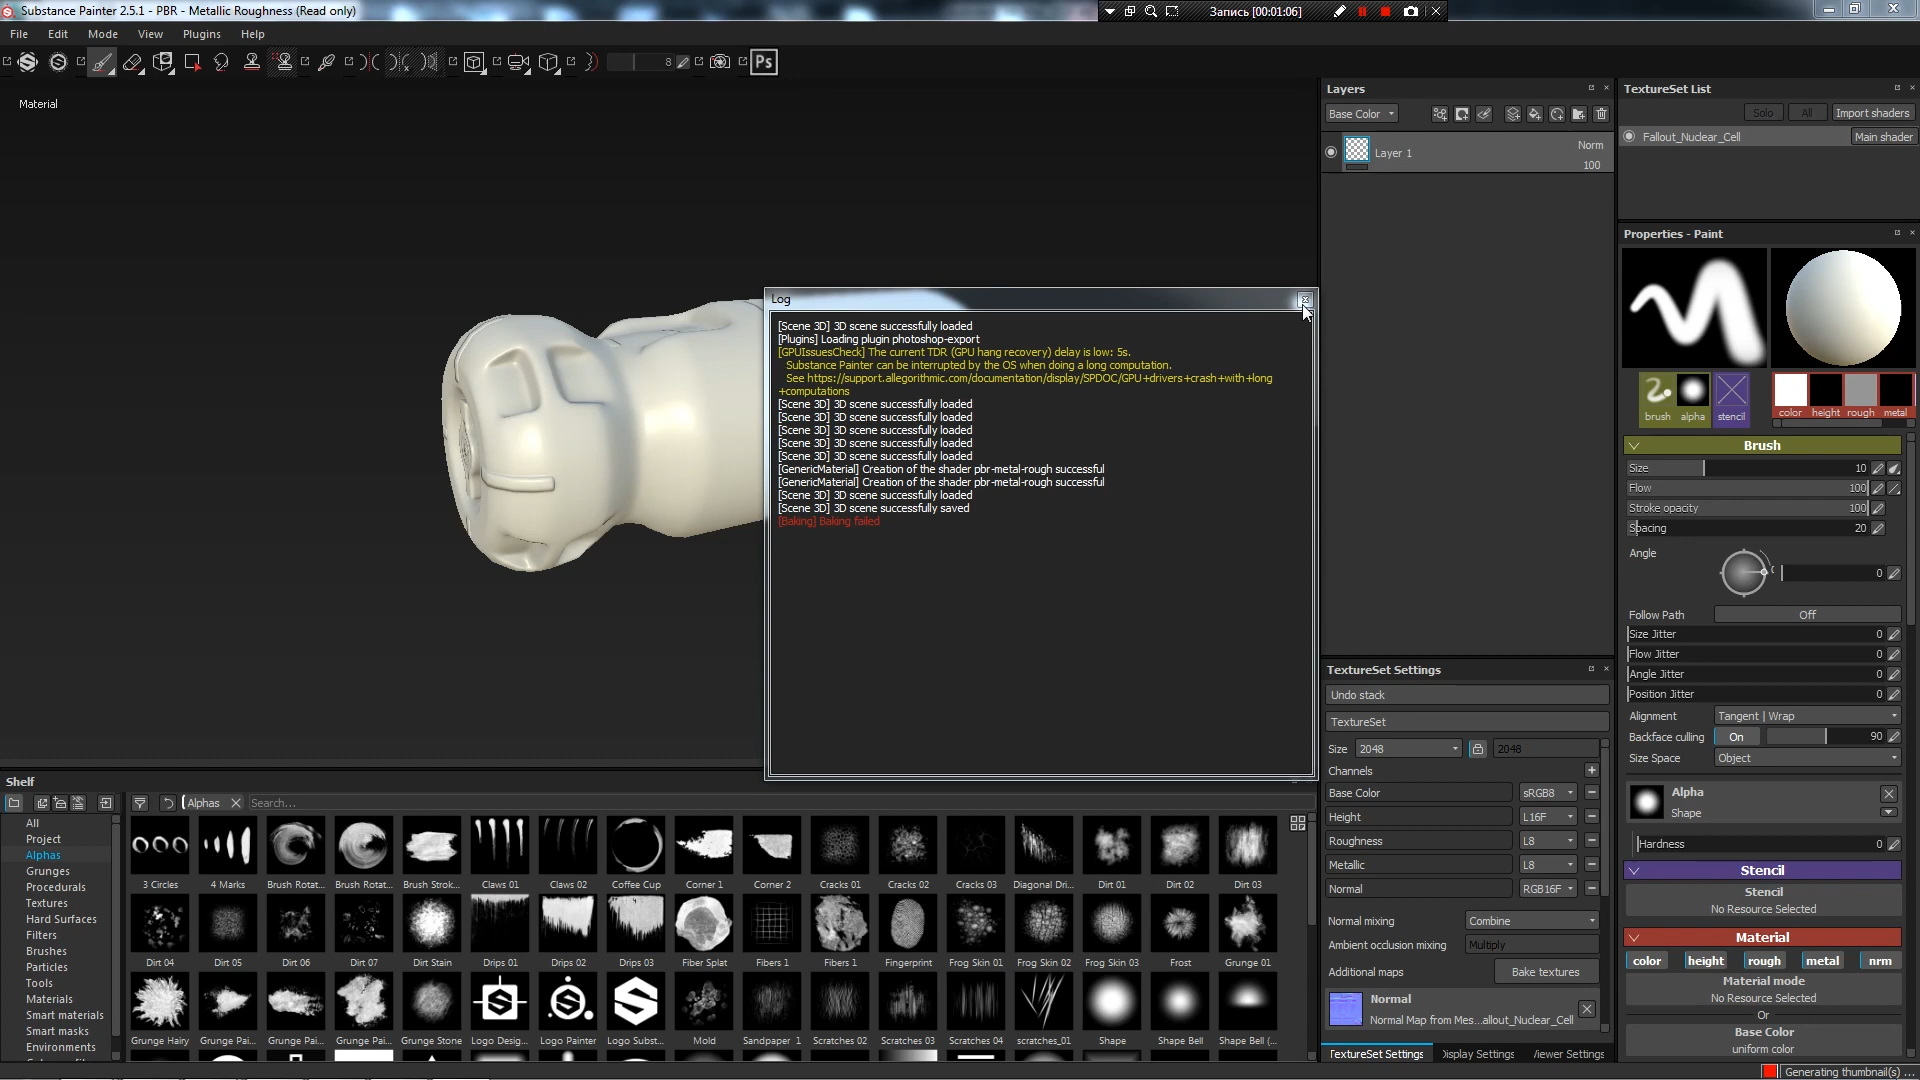 Substance Painter 2.5.1 - PBR - Metallic Roughness (Read only)
Запись [00:01:06]
File Edit Mode View Plugins Help
8
Ps
Material
Log
[Scene 3D] 3D scene successfully loaded
[Plugins] Loading plugin photoshop-export
[GPUIssuesCheck] The current TDR (GPU hang recovery) delay is low: 5s.
Substance Painter can be interrupted by the OS when doing a long computation.
See https://support.allegorithmic.com/documentation/display/SPDOC/GPU+drivers+crash+with+long
+computations
[Scene 3D] 3D scene successfully loaded
[Scene 3D] 3D scene successfully loaded
[Scene 3D] 3D scene successfully loaded
[Scene 3D] 3D scene successfully loaded
[Scene 3D] 3D scene successfully loaded
[GenericMaterial] Creation of the shader pbr-metal-rough successful
[GenericMaterial] Creation of the shader pbr-metal-rough successful
[Scene 3D] 3D scene successfully loaded
[Scene 3D] 3D scene successfully saved
[Baking] Baking failed
Layers
Base Color
Layer 1
Norm
100
TextureSet List
Solo All Import shaders
Fallout_Nuclear_Cell Main shader
Properties - Paint
brush alpha stencil color height rough metal
Brush
Size 10
Flow 100
Stroke opacity 100
Spacing 20
Angle 0
Follow Path Off
Size Jitter 0
Flow Jitter 0
Angle Jitter 0
Position Jitter 0
Alignment Tangent | Wrap
Backface culling On 90
Size Space Object
Alpha
Shape
Hardness 0
Stencil
Stencil
No Resource Selected
Material
color height rough metal nrm
Material mode
No Resource Selected
Or
Base Color
uniform color
TextureSet Settings
Undo stack
TextureSet
Size 2048 2048
Channels
Base Color sRGB8
Height L16F
Roughness L8
Metallic L8
Normal RGB16F
Normal mixing Combine
Ambient occlusion mixing Multiply
Additional maps Bake textures
Normal
Normal Map from Mes...allout_Nuclear_Cell
TextureSet Settings Display Settings Viewer Settings
Generating thumbnail(s) ...
Shelf
Alphas Search...
All
Project
Alphas
Grunges
Procedurals
Textures
Hard Surfaces
Filters
Brushes
Particles
Tools
Materials
Smart materials
Smart masks
Environments
3 Circles 4 Marks Brush Rotat... Brush Rotat... Brush Strok... Claws 01 Claws 02 Coffee Cup Corner 1 Corner 2 Cracks 01 Cracks 02 Cracks 03 Diagonal Dri... Dirt 01 Dirt 02 Dirt 03
Dirt 04 Dirt 05 Dirt 06 Dirt 07 Dirt Stain Drips 01 Drips 02 Drips 03 Fiber Splat Fibers 1 Fibers 1 Fingerprint Frog Skin 01 Frog Skin 02 Frog Skin 03 Frost Grunge 01
Grunge Hairy Grunge Pai... Grunge Pai... Grunge Pai... Grunge Stone Logo Desig... Logo Painter Logo Subst... Mold Sandpaper 1 Scratches 02 Scratches 03 Scratches 04 scratches_01 Shape Shape Bell Shape Bell (...